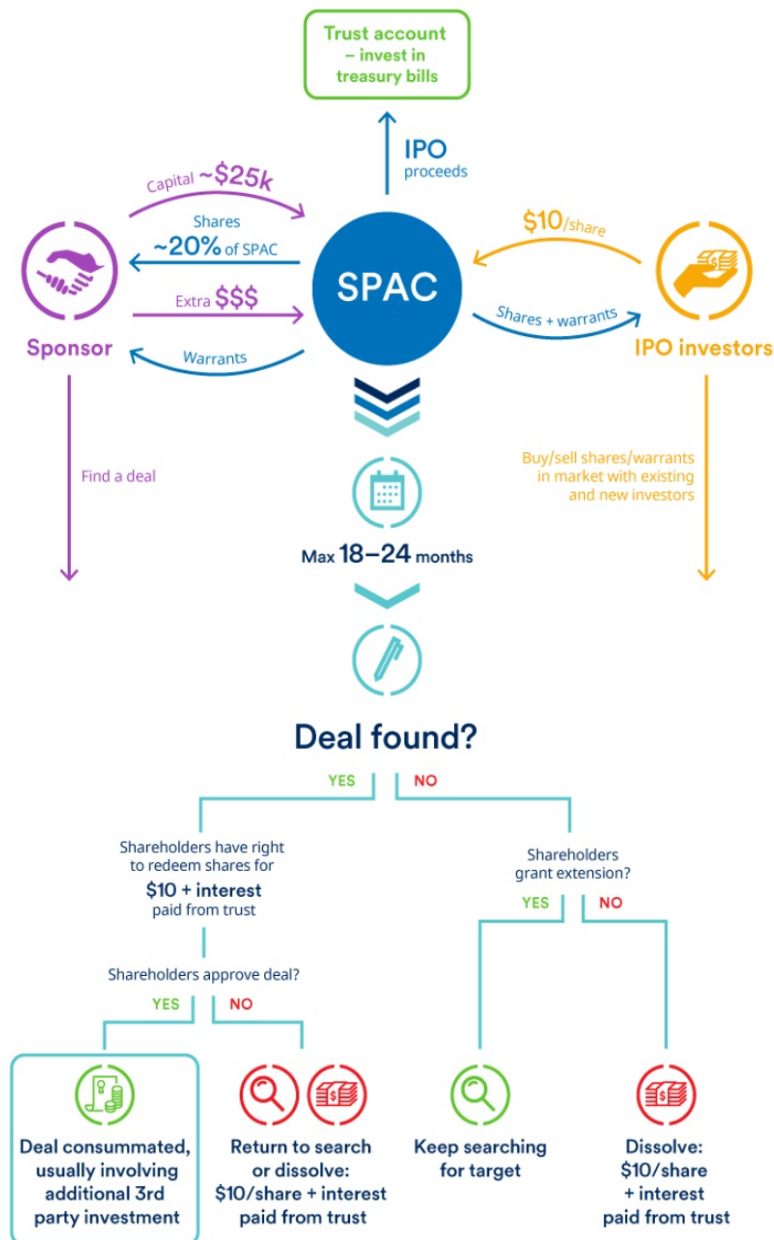 Trust account
– invest in
treasury bills
IPO
proceeds
Capital ~$25k
Shares
~20% of SPAC
Extra $$$
Warrants
Sponsor
SPAC
$10/share
Shares + warrants
IPO investors
Find a deal
Buy/sell shares/warrants
in market with existing
and new investors
Max 18–24 months
Deal found?
YES
NO
Shareholders have right
to redeem shares for
$10 + interest
paid from trust
Shareholders approve deal?
YES
NO
Shareholders
grant extension?
YES
NO
Deal consummated,
usually involving
additional 3rd
party investment
Return to search
or dissolve:
$10/share + interest
paid from trust
Keep searching
for target
Dissolve:
$10/share
+ interest
paid from trust